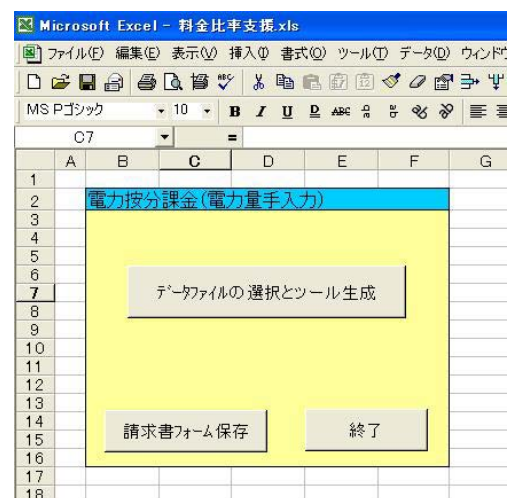 Microsoft Excel - 料金比率支援.xls
ファイル(F) 編集(E) 表示(V) 挿入(I) 書式(O) ツール(T) データ(D) ウィンドウ
MS Pゴシック 10 B I U D ABC
C7 =
A B C D E F G
1
2 電力按分課金(電力量手入力)
3
4
5
6
7 ﾃﾞｰﾀﾌｧｲﾙの選択とツール生成
8
9
10
11
12
13
14 請求書ﾌｫｰﾑ保存 終了
15
16
17
18